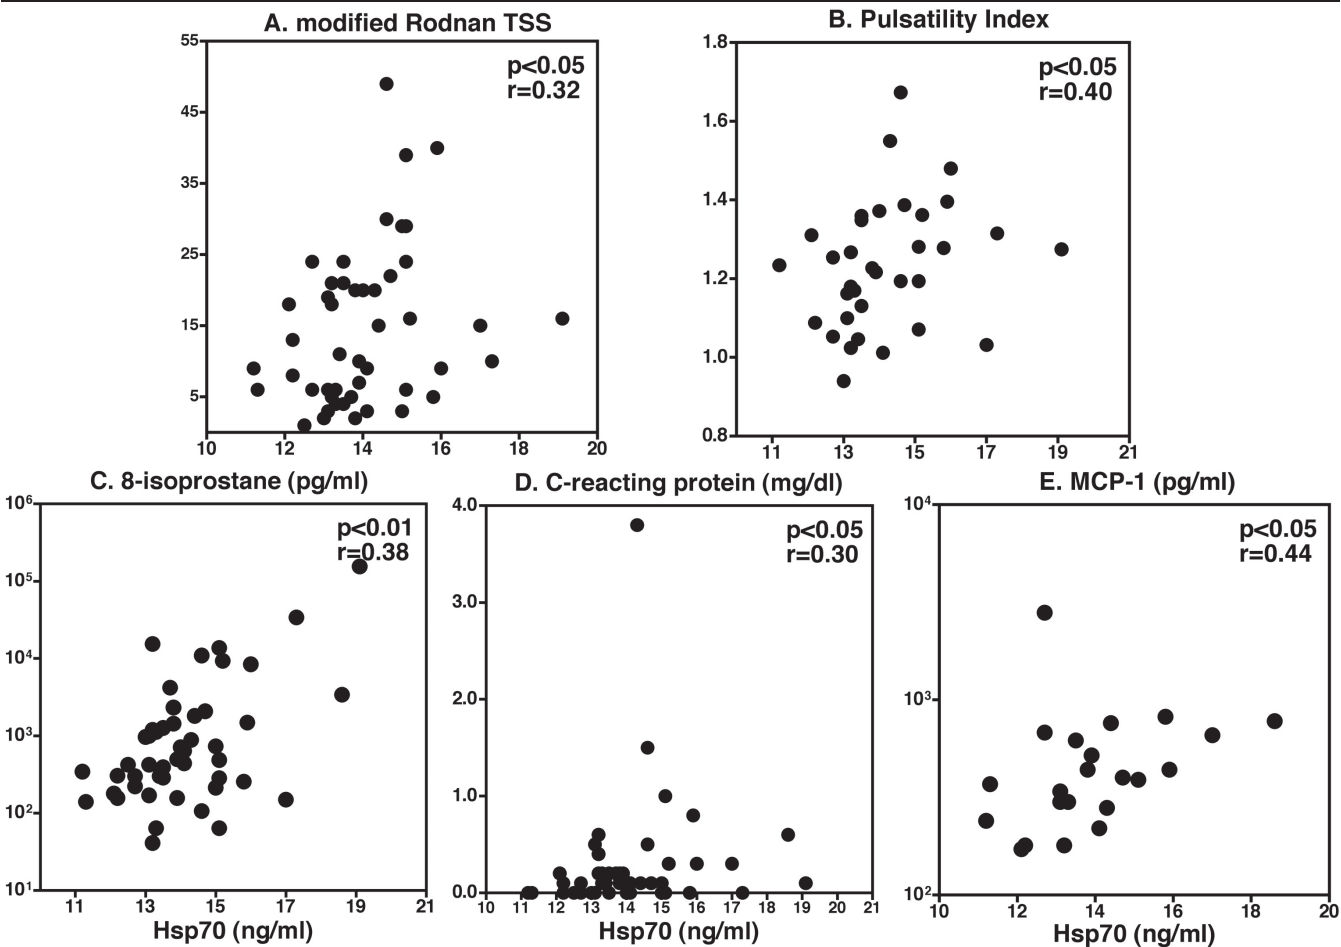 A. modified Rodnan TSS
55
45
35
25
15
5
p<0.05
r=0.32
10 12 14 16 18 20
B. Pulsatility Index
1.8
1.6
1.4
1.2
1.0
0.8
p<0.05
r=0.40
11 13 15 17 19 21
C. 8-isoprostane (pg/ml)
10⁶
10⁵
10⁴
10³
10²
10¹
p<0.01
r=0.38
11 13 15 17 19 21
Hsp70 (ng/ml)
D. C-reacting protein (mg/dl)
4.0
3.0
2.0
1.0
0.0
p<0.05
r=0.30
10 11 12 13 14 15 16 17 18 19 20 21
Hsp70 (ng/ml)
E. MCP-1 (pg/ml)
10⁴
10³
10²
p<0.05
r=0.44
10 12 14 16 18 20
Hsp70 (ng/ml)